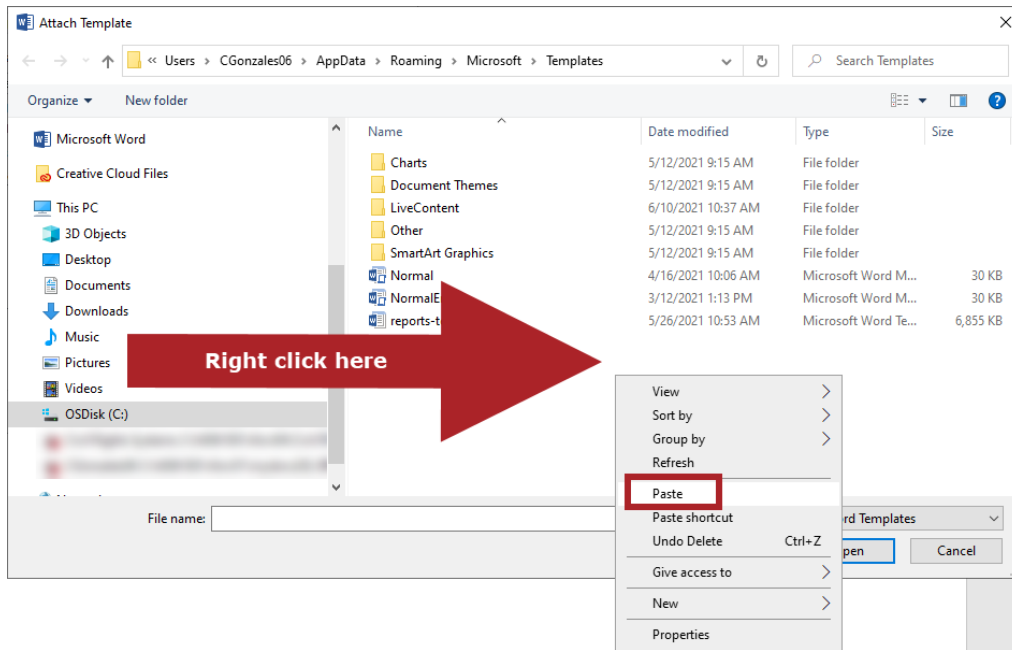 Attach Template
« Users › CGonzales06 › AppData › Roaming › Microsoft › Templates
Search Templates
Organize New folder
Name Date modified Type Size
Microsoft Word
Creative Cloud Files
This PC
3D Objects
Desktop
Documents
Downloads
Music
Pictures
Videos
OSDisk (C:)
Charts 5/12/2021 9:15 AM File folder
Document Themes 5/12/2021 9:15 AM File folder
LiveContent 6/10/2021 10:37 AM File folder
Other 5/12/2021 9:15 AM File folder
SmartArt Graphics 5/12/2021 9:15 AM File folder
Normal 4/16/2021 10:06 AM Microsoft Word M... 30 KB
NormalE 3/12/2021 1:13 PM Microsoft Word M... 30 KB
reports-t 5/26/2021 10:53 AM Microsoft Word Te... 6,855 KB
Right click here
View
Sort by
Group by
Refresh
Paste
Paste shortcut
Undo Delete Ctrl+Z
Give access to
New
Properties
File name:
rd Templates
pen Cancel